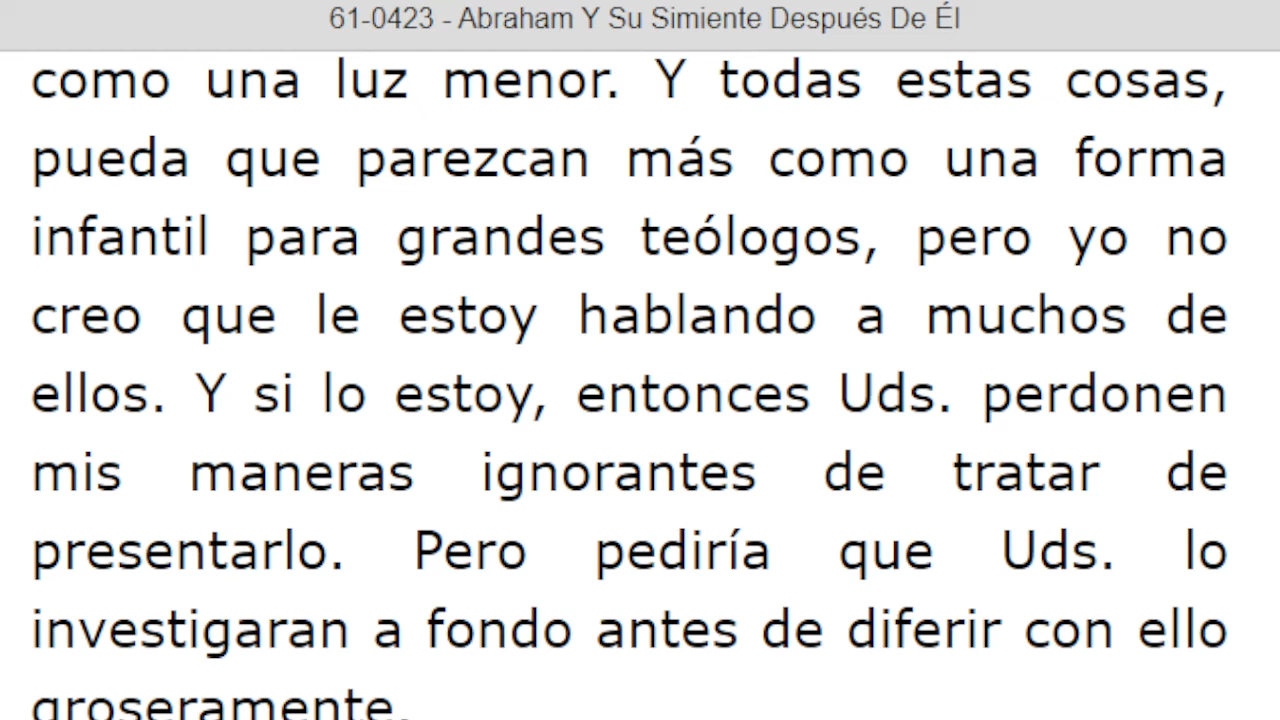 61-0423 - Abraham Y Su Simiente Después De Él
como una luz menor. Y todas estas cosas,
pueda que parezcan más como una forma
infantil para grandes teólogos, pero yo no
creo que le estoy hablando a muchos de
ellos. Y si lo estoy, entonces Uds. perdonen
mis maneras ignorantes de tratar de
presentarlo. Pero pediría que Uds. lo
investigaran a fondo antes de diferir con ello
groseramente.